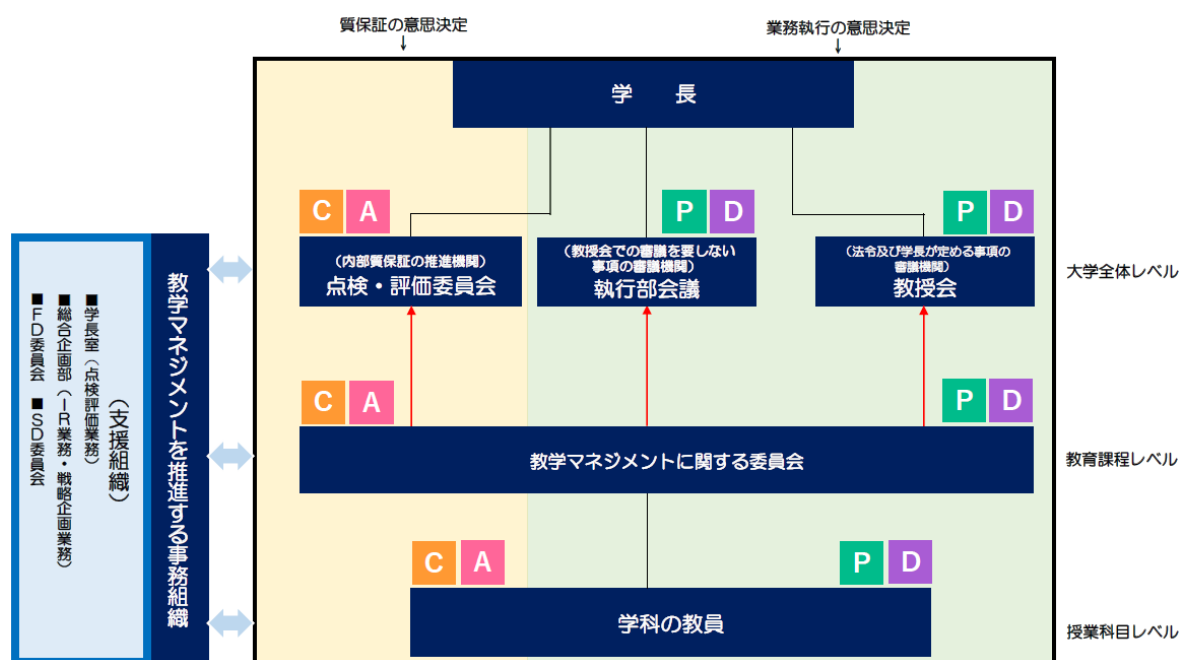 質保証の意思決定
↓
業務執行の意思決定
↓
学　長
C A
P D
P D
（内部質保証の推進機関）
点検・評価委員会
（教授会での審議を要しない
事項の審議機関）
執行部会議
（法令及び学長が定める事項の
審議機関）
教授会
大学全体レベル
C A
P D
教学マネジメントに関する委員会
教育課程レベル
C A
P D
学科の教員
授業科目レベル
教学マネジメントを推進する事務組織
（支援組織）
■学長室（点検評価業務）
■総合企画部（IR業務・戦略企画業務）
■FD委員会　■SD委員会